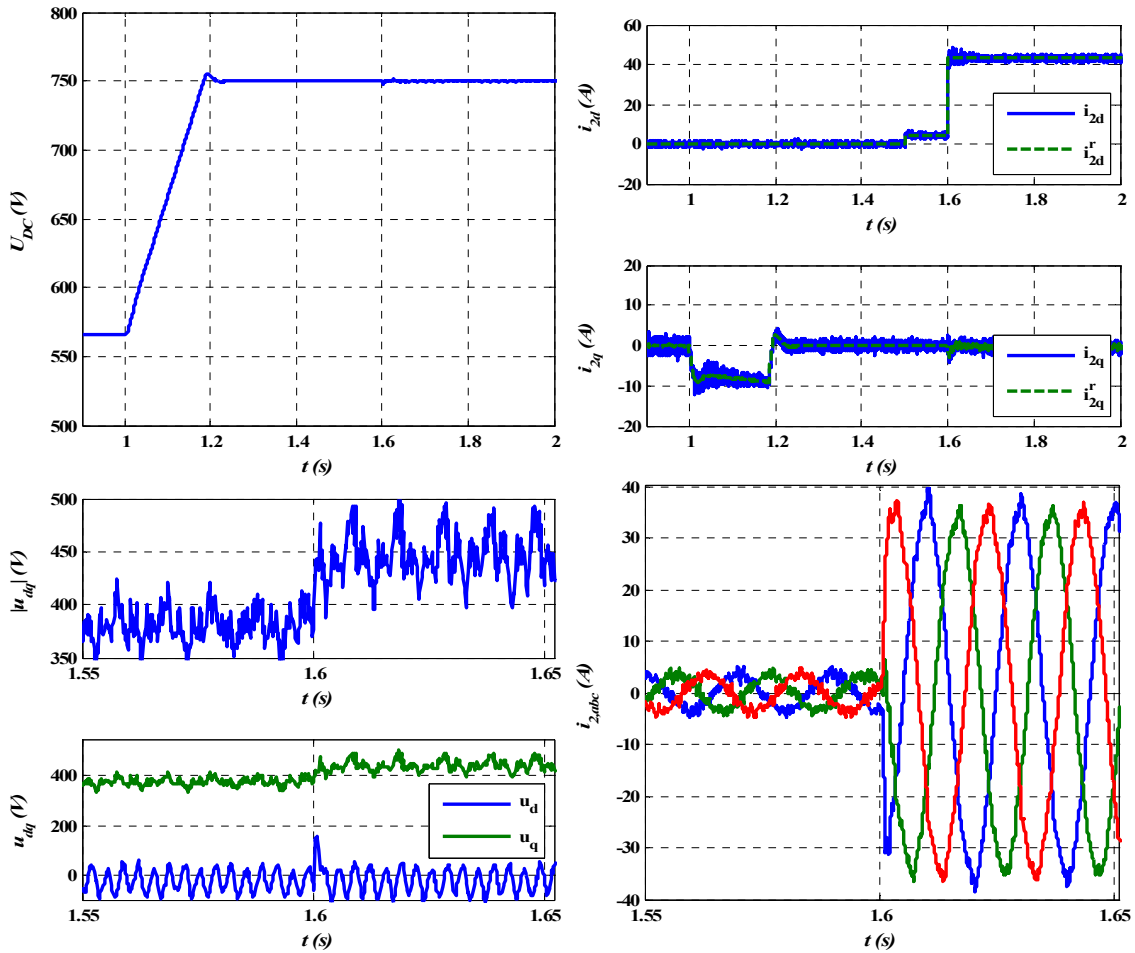 800
750
700
650
600
550
500
U_DC (V)
1 1.2 1.4 1.6 1.8 2
t (s)
60
40
20
0
-20
i_2d (A)
i_2d
i^r_2d
1 1.2 1.4 1.6 1.8 2
t (s)
20
10
0
-10
-20
i_2q (A)
i_2q
i^r_2q
1 1.2 1.4 1.6 1.8 2
t (s)
500
450
400
350
|u_dq| (V)
1.55 1.6 1.65
t (s)
400
200
0
u_dq (V)
u_d
u_q
1.55 1.6 1.65
t (s)
40
30
20
10
0
-10
-20
-30
-40
i_2,abc (A)
1.55 1.6 1.65
t (s)